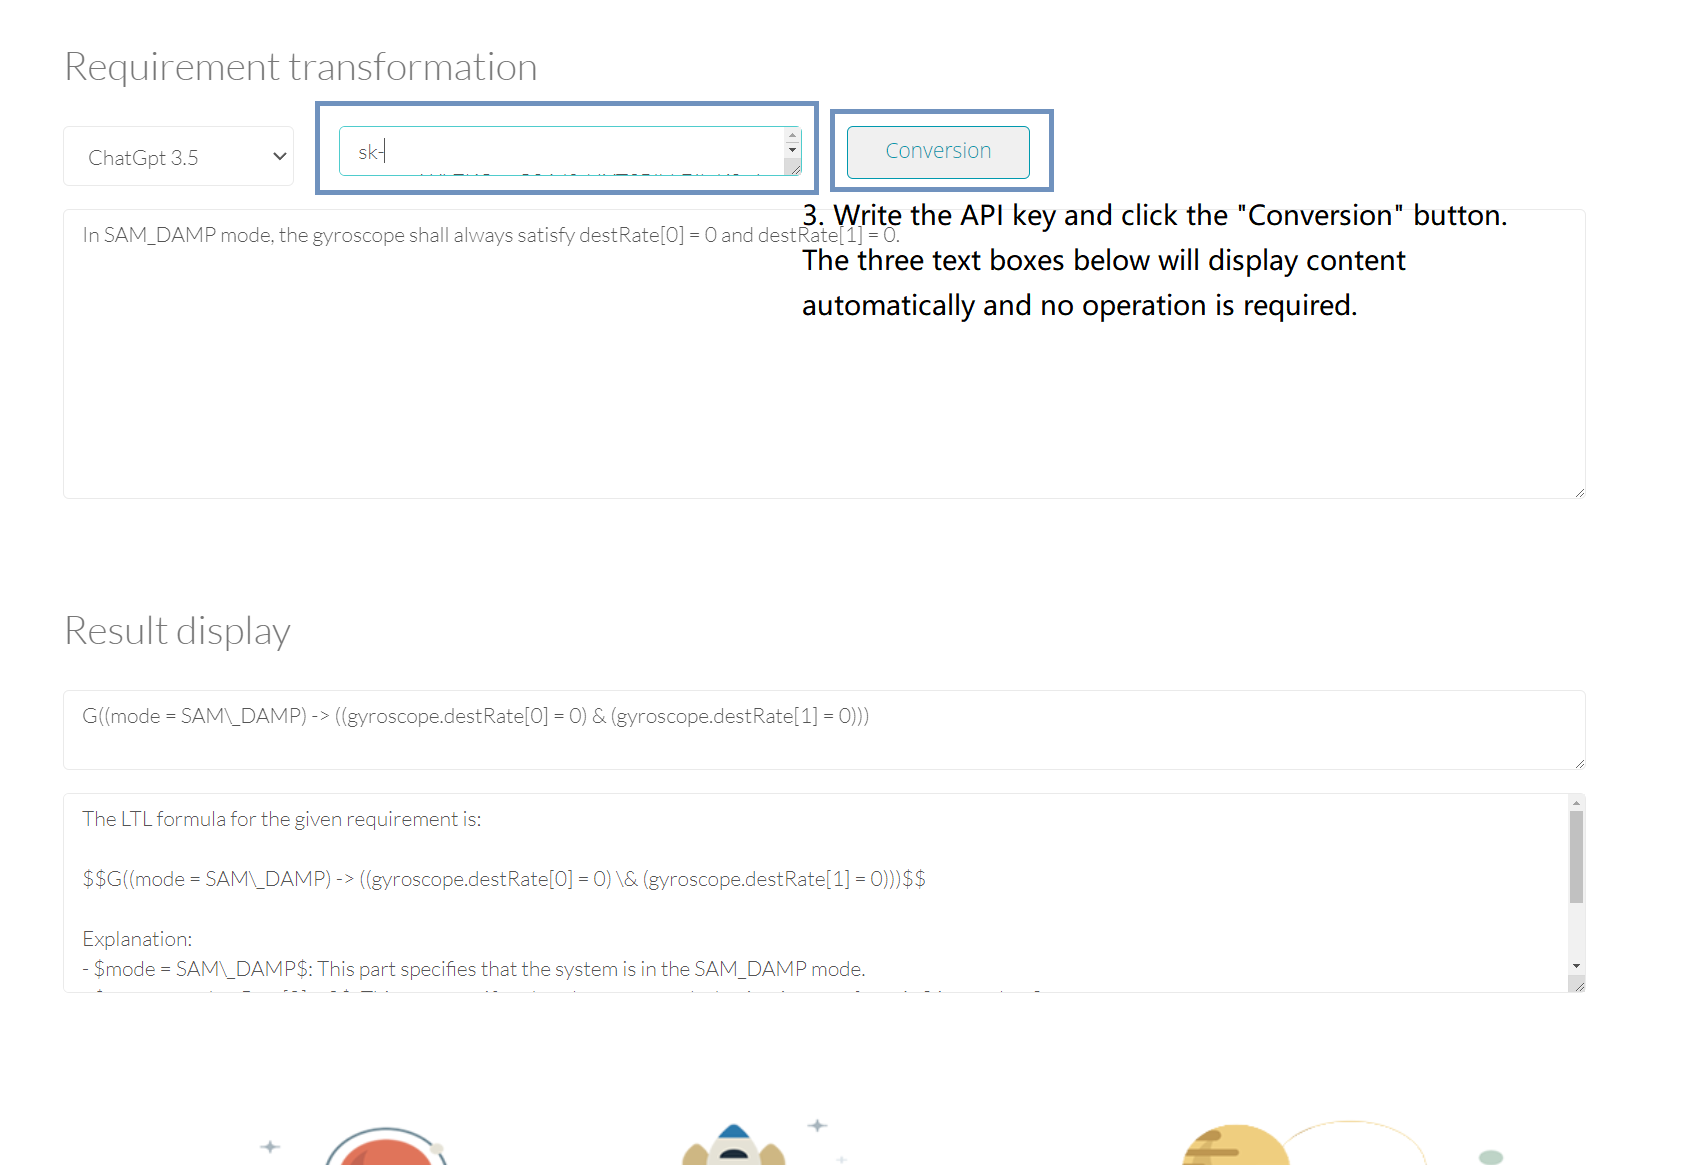 Requirement transformation
ChatGpt 3.5
sk-
Conversion
3. Write the API key and click the "Conversion" button.
In SAM_DAMP mode, the gyroscope shall always satisfy destRate[0] = 0 and destRate[1] = 0.
The three text boxes below will display content
automatically and no operation is required.
Result display
G((mode = SAM\_DAMP) -> ((gyroscope.destRate[0] = 0) & (gyroscope.destRate[1] = 0)))
The LTL formula for the given requirement is:
$$G((mode = SAM\_DAMP) -> ((gyroscope.destRate[0] = 0) \& (gyroscope.destRate[1] = 0)))$$
Explanation:
- $mode = SAM\_DAMP$: This part specifies that the system is in the SAM_DAMP mode.